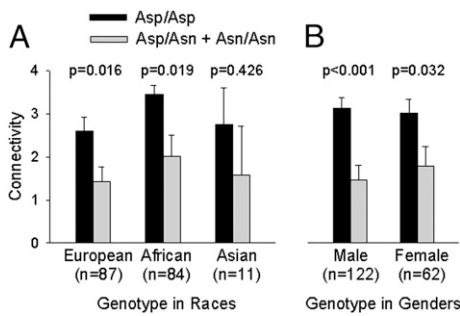 A
Asp/Asp
B
Asp/Asn + Asn/Asn
p=0.016 p=0.019 p=0.426
p<0.001 p=0.032
Connectivity
4
3
2
1
0
European African Asian
(n=87) (n=84) (n=11)
Genotype in Races
Male Female
(n=122) (n=62)
Genotype in Genders